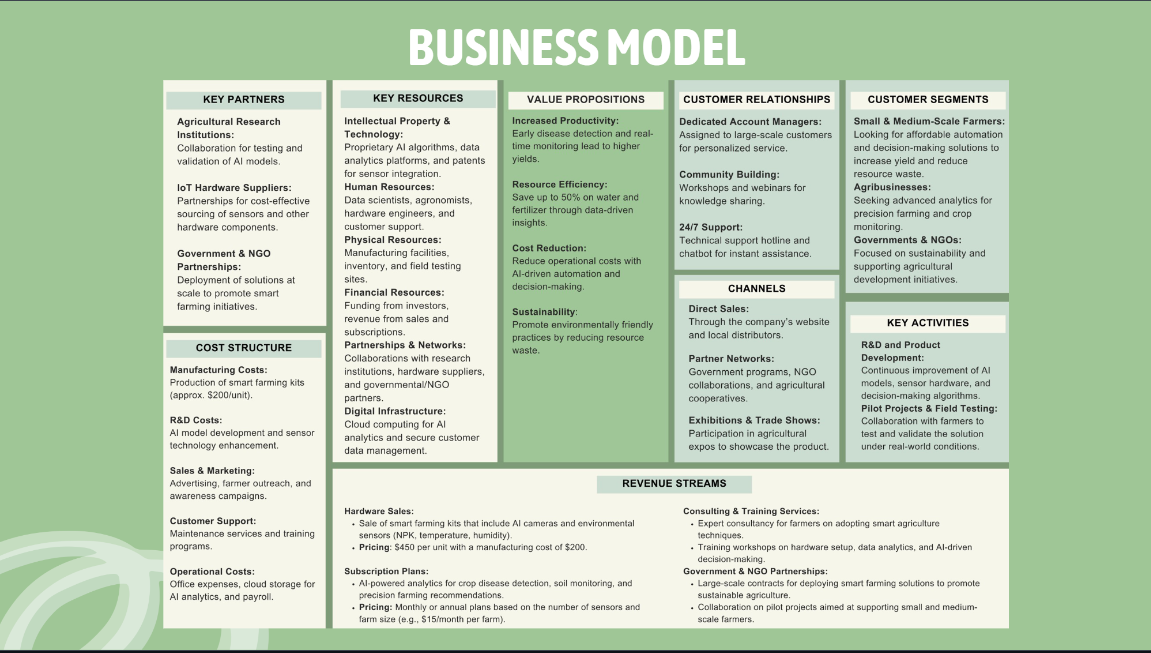 BUSINESS MODEL
KEY PARTNERS
Agricultural Research
Institutions:
Collaboration for testing and
validation of AI models.
IoT Hardware Suppliers:
Partnerships for cost-effective
sourcing of sensors and other
hardware components.
Government & NGO
Partnerships:
Deployment of solutions at
scale to promote smart
farming initiatives.
COST STRUCTURE
Manufacturing Costs:
Production of smart farming kits
(approx. $200/unit).
R&D Costs:
AI model development and sensor
technology enhancement.
Sales & Marketing:
Advertising, farmer outreach, and
awareness campaigns.
Customer Support:
Maintenance services and training
programs.
Operational Costs:
Office expenses, cloud storage for
AI analytics, and payroll.
KEY RESOURCES
Intellectual Property &
Technology:
Proprietary AI algorithms, data
analytics platforms, and patents
for sensor integration.
Human Resources:
Data scientists, agronomists,
hardware engineers, and
customer support.
Physical Resources:
Manufacturing facilities,
inventory, and field testing
sites.
Financial Resources:
Funding from investors,
revenue from sales and
subscriptions.
Partnerships & Networks:
Collaborations with research
institutions, hardware suppliers,
and governmental/NGO
partners.
Digital Infrastructure:
Cloud computing for AI
analytics and secure customer
data management.
VALUE PROPOSITIONS
Increased Productivity:
Early disease detection and real-
time monitoring lead to higher
yields.
Resource Efficiency:
Save up to 50% on water and
fertilizer through data-driven
insights.
Cost Reduction:
Reduce operational costs with
AI-driven automation and
decision-making.
Sustainability:
Promote environmentally friendly
practices by reducing resource
waste.
CUSTOMER RELATIONSHIPS
Dedicated Account Managers:
Assigned to large-scale customers
for personalized service.
Community Building:
Workshops and webinars for
knowledge sharing.
24/7 Support:
Technical support hotline and
chatbot for instant assistance.
CHANNELS
Direct Sales:
Through the company's website
and local distributors.
Partner Networks:
Government programs, NGO
collaborations, and agricultural
cooperatives.
Exhibitions & Trade Shows:
Participation in agricultural
expos to showcase the product.
CUSTOMER SEGMENTS
Small & Medium-Scale Farmers:
Looking for affordable automation
and decision-making solutions to
increase yield and reduce
resource waste.
Agribusinesses:
Seeking advanced analytics for
precision farming and crop
monitoring.
Governments & NGOs:
Focused on sustainability and
supporting agricultural
development initiatives.
KEY ACTIVITIES
R&D and Product
Development:
Continuous improvement of AI
models, sensor hardware, and
decision-making algorithms.
Pilot Projects & Field Testing:
Collaboration with farmers to
test and validate the solution
under real-world conditions.
REVENUE STREAMS
Hardware Sales:
• Sale of smart farming kits that include AI cameras and environmental
sensors (NPK, temperature, humidity).
• Pricing: $450 per unit with a manufacturing cost of $200.
Subscription Plans:
• AI-powered analytics for crop disease detection, soil monitoring, and
precision farming recommendations.
• Pricing: Monthly or annual plans based on the number of sensors and
farm size (e.g., $15/month per farm).
Consulting & Training Services:
• Expert consultancy for farmers on adopting smart agriculture
techniques.
• Training workshops on hardware setup, data analytics, and AI-driven
decision-making.
Government & NGO Partnerships:
• Large-scale contracts for deploying smart farming solutions to promote
sustainable agriculture.
• Collaboration on pilot projects aimed at supporting small and medium-
scale farmers.